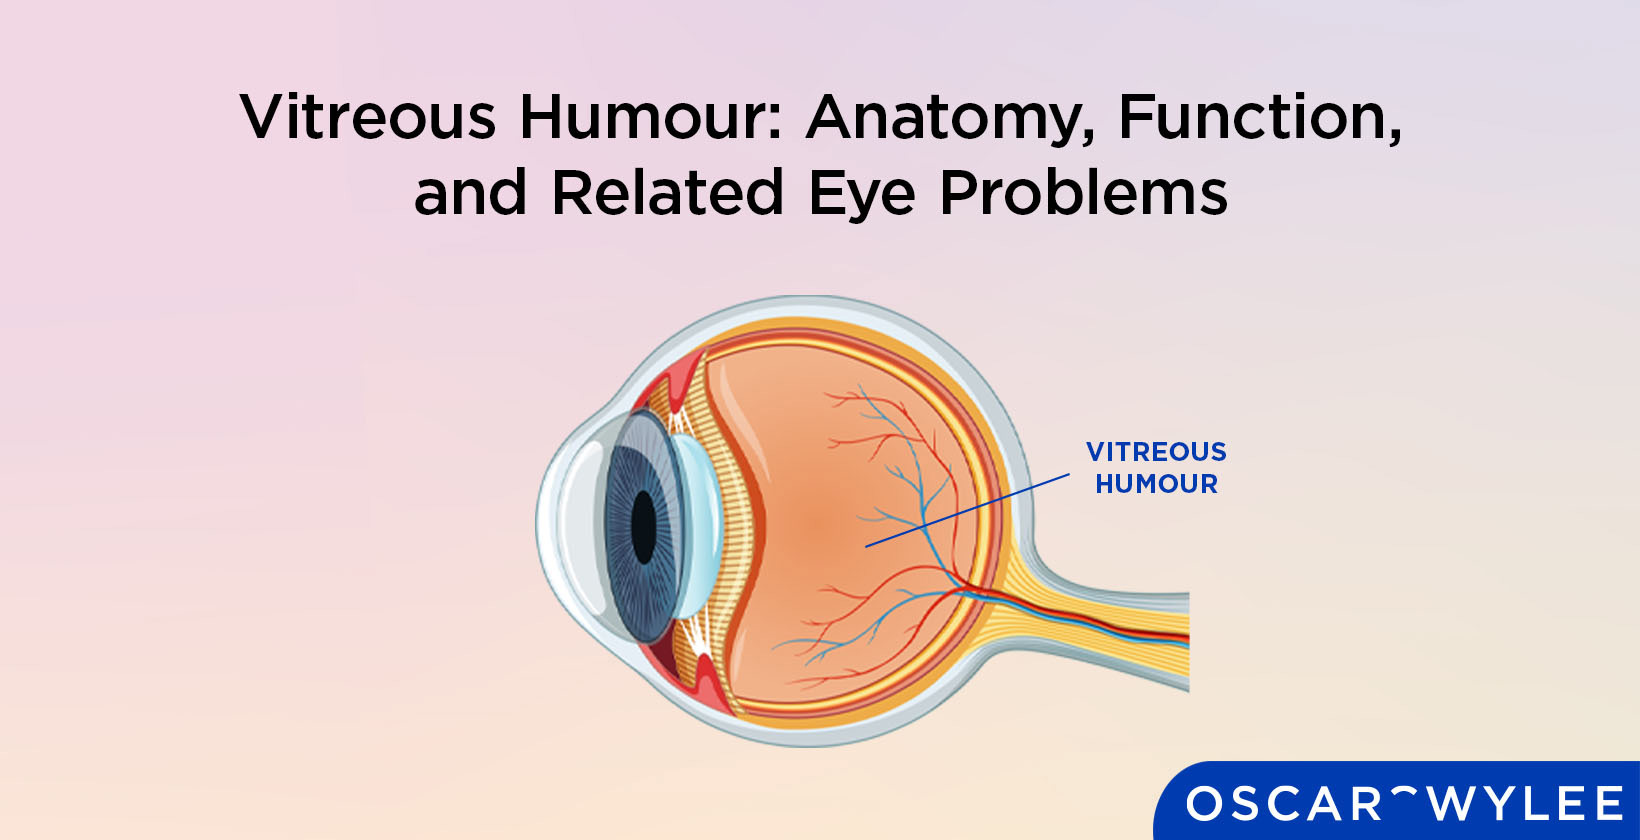 Vitreous Humour: Anatomy, Function,
and Related Eye Problems
VITREOUS
HUMOUR
OSCAR WYLEE